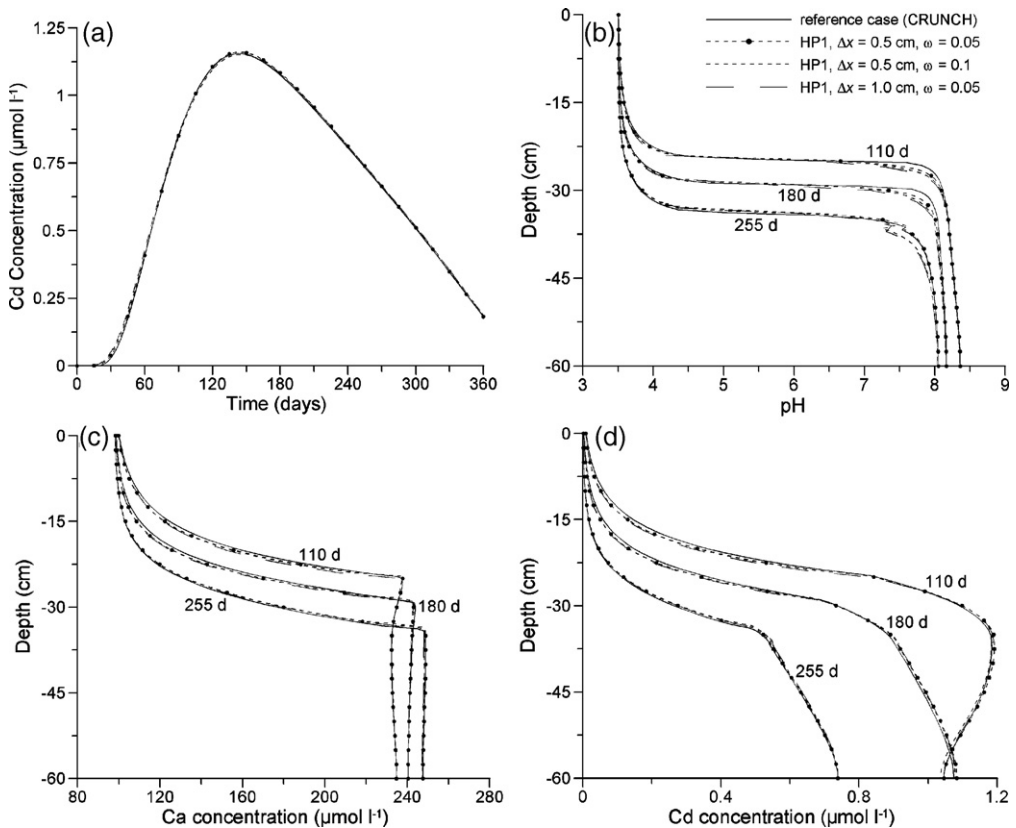 (a)
1.25
1
0.75
0.5
0.25
0
Cd Concentration (µmol l⁻¹)
0 60 120 180 240 300 360
Time (days)
(b)
reference case (CRUNCH)
HP1, Δx = 0.5 cm, ω = 0.05
HP1, Δx = 0.5 cm, ω = 0.1
HP1, Δx = 1.0 cm, ω = 0.05
0
-15
-30
-45
-60
Depth (cm)
110 d
180 d
255 d
3 4 5 6 7 8 9
pH
(c)
0
-15
-30
-45
-60
Depth (cm)
110 d
180 d
255 d
80 120 160 200 240 280
Ca concentration (µmol l⁻¹)
(d)
0
-15
-30
-45
-60
Depth (cm)
110 d
180 d
255 d
0 0.4 0.8 1.2
Cd concentration (µmol l⁻¹)